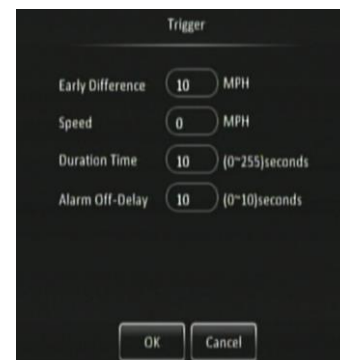 Trigger
Early Difference 10 MPH
Speed 0 MPH
Duration Time 10 (0~255)seconds
Alarm Off-Delay 10 (0~10)seconds
OK Cancel